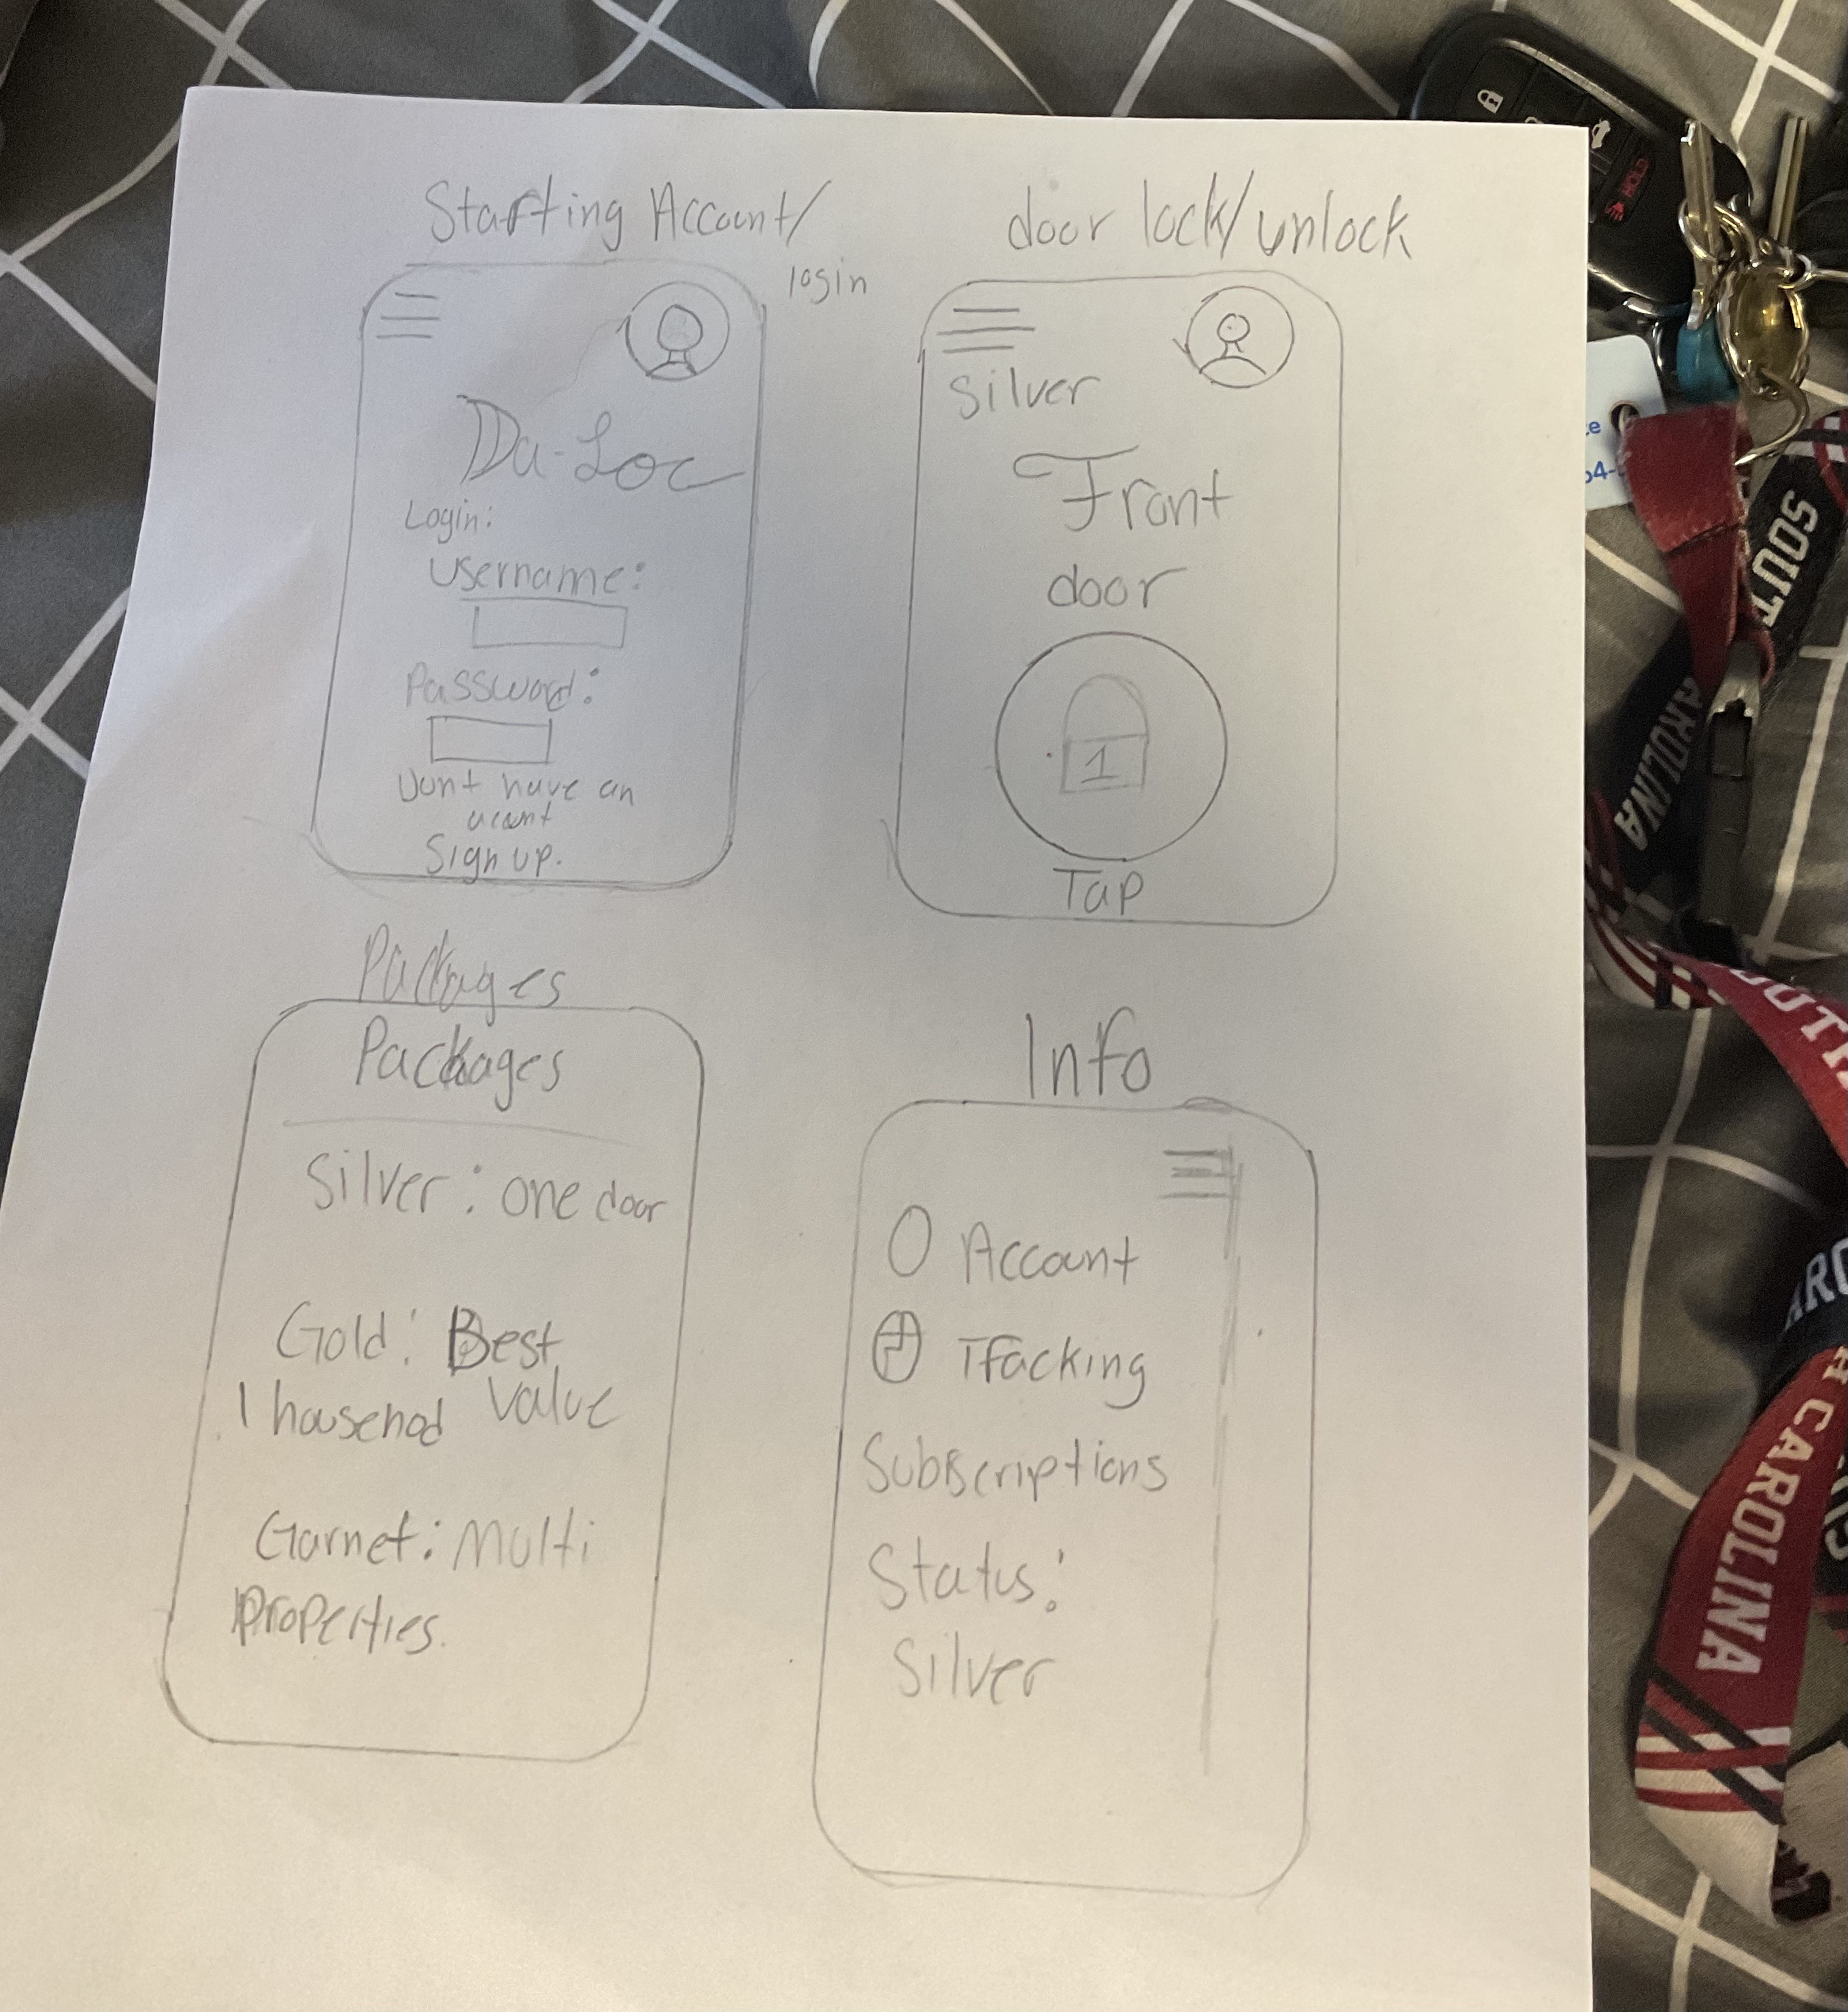 Starting Account/
login
Da-Loc
Login:
Username:
Password:
Dont have an
acount
Sign up.
door lock/unlock
Silver
Front
door
1
Tap
Packages
Packages
Silver: one door
Gold: Best
Value
1 househod
Garnet: Multi
Properties.
Info
Account
Tracking
Subscriptions
Status:
Silver
SOUT
CAROLINA
SOUTH
CAROLINA
H CAROLINA